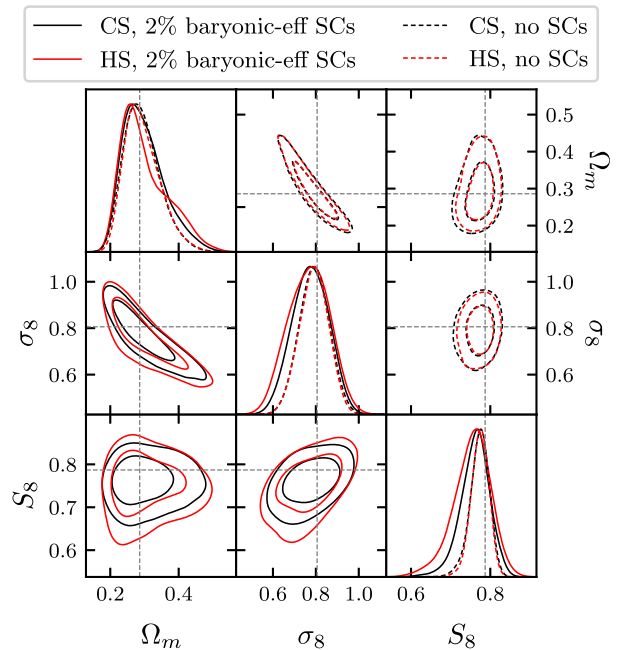 CS, 2% baryonic-eff SCs CS, no SCs
HS, 2% baryonic-eff SCs HS, no SCs
0.5
0.4
0.3
0.2
Ωₘ
1.0
0.8
0.6
σ₈
1.0
0.8
0.6
σ₈
0.8
0.7
0.6
S₈
0.2 0.4 0.6 0.8 1.0 0.6 0.8
Ωₘ σ₈ S₈